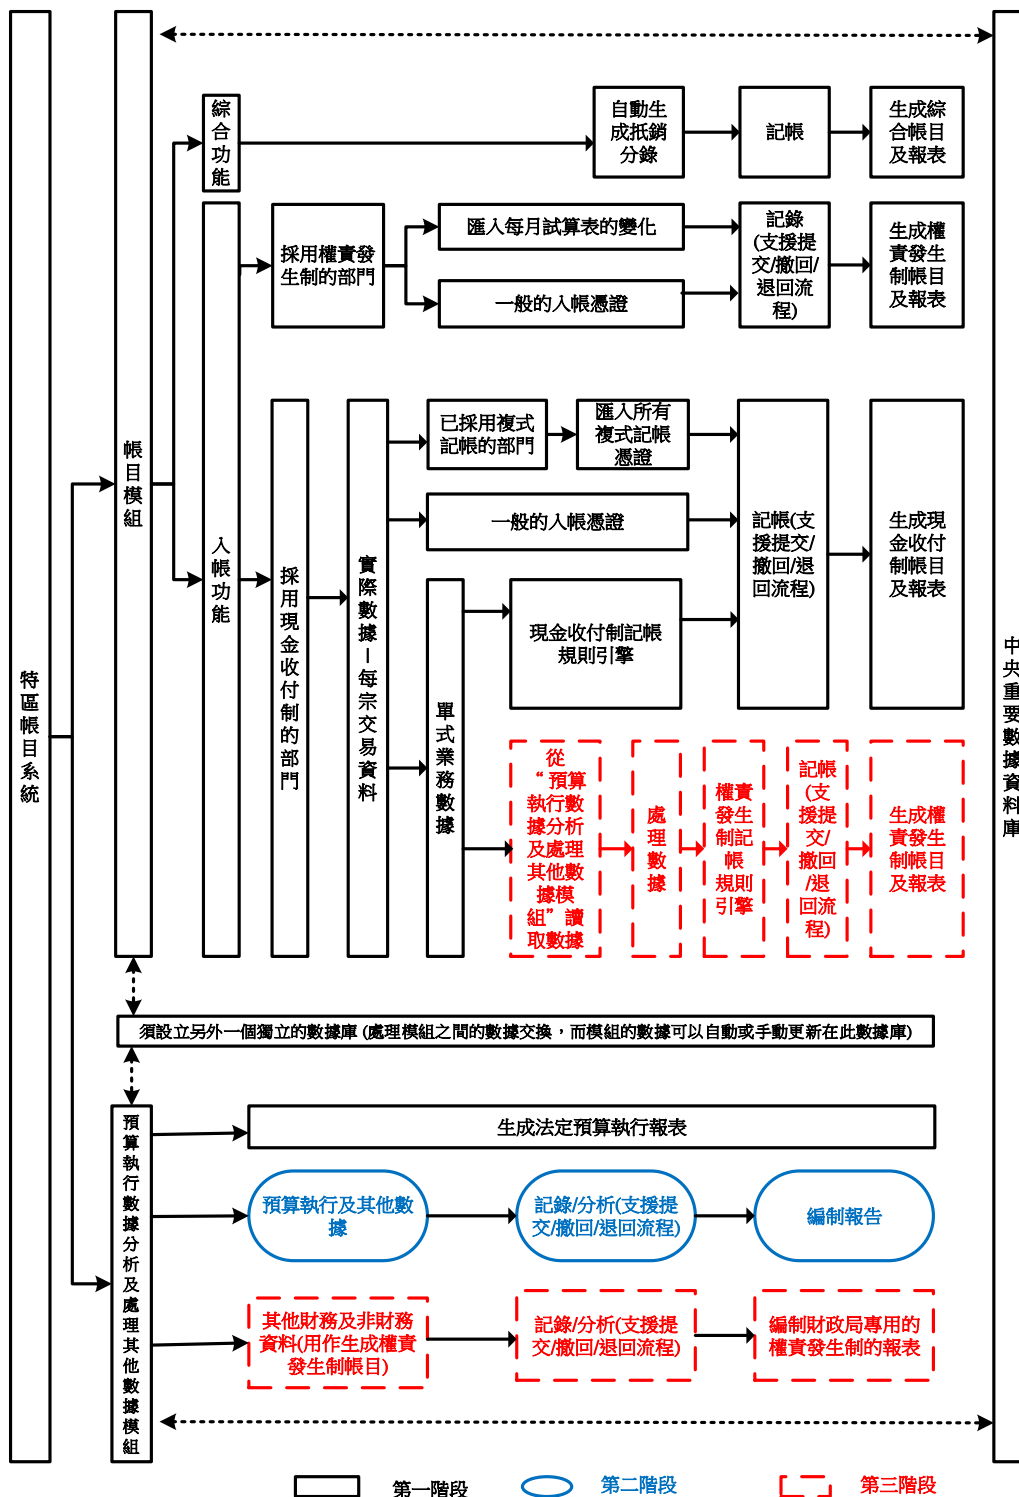 特區帳目系統
帳目模組
綜合功能
自動生
成抵銷
分錄
記帳
生成綜
合帳目
及報表
入帳功能
採用權責發
生制的部門
匯入每月試算表的變化
一般的入帳憑證
記錄
(支援提
交/撤回/
退回流
程)
生成權
責發生
制帳目
及報表
採用現金收付制的部門
實際數據－每宗交易資料
已採用複式
記帳的部門
匯入所有
複式記帳
憑證
一般的入帳憑證
單式業務數據
現金收付制記帳
規則引擎
記帳(支
援提交/
撤回/退
回流程)
生成現
金收付
制帳目
及報表
從
“ 預算
執行數
據分析
及處理
其他數
據模
組”讀
取數據
處理數據
權責
發生
制記
帳
規則
引擎
記帳
(支
援提
交/
撤回
/退
回流
程)
生成權
責發生
制帳目
及報表
中央重要數據資料庫
須設立另外一個獨立的數據庫 (處理模組之間的數據交換，而模組的數據可以自動或手動更新在此數據庫)
預算執行數據分析及處理其他數據模組
生成法定預算執行報表
預算執行及其他數
據
記錄/分析(支援提
交/撤回/退回流程)
編制報告
其他財務及非財務
資料(用作生成權責
發生制帳目)
記錄/分析(支援提
交/撤回/退回流程)
編制財政局專用的
權責發生制的報表
第一階段
第二階段
第三階段